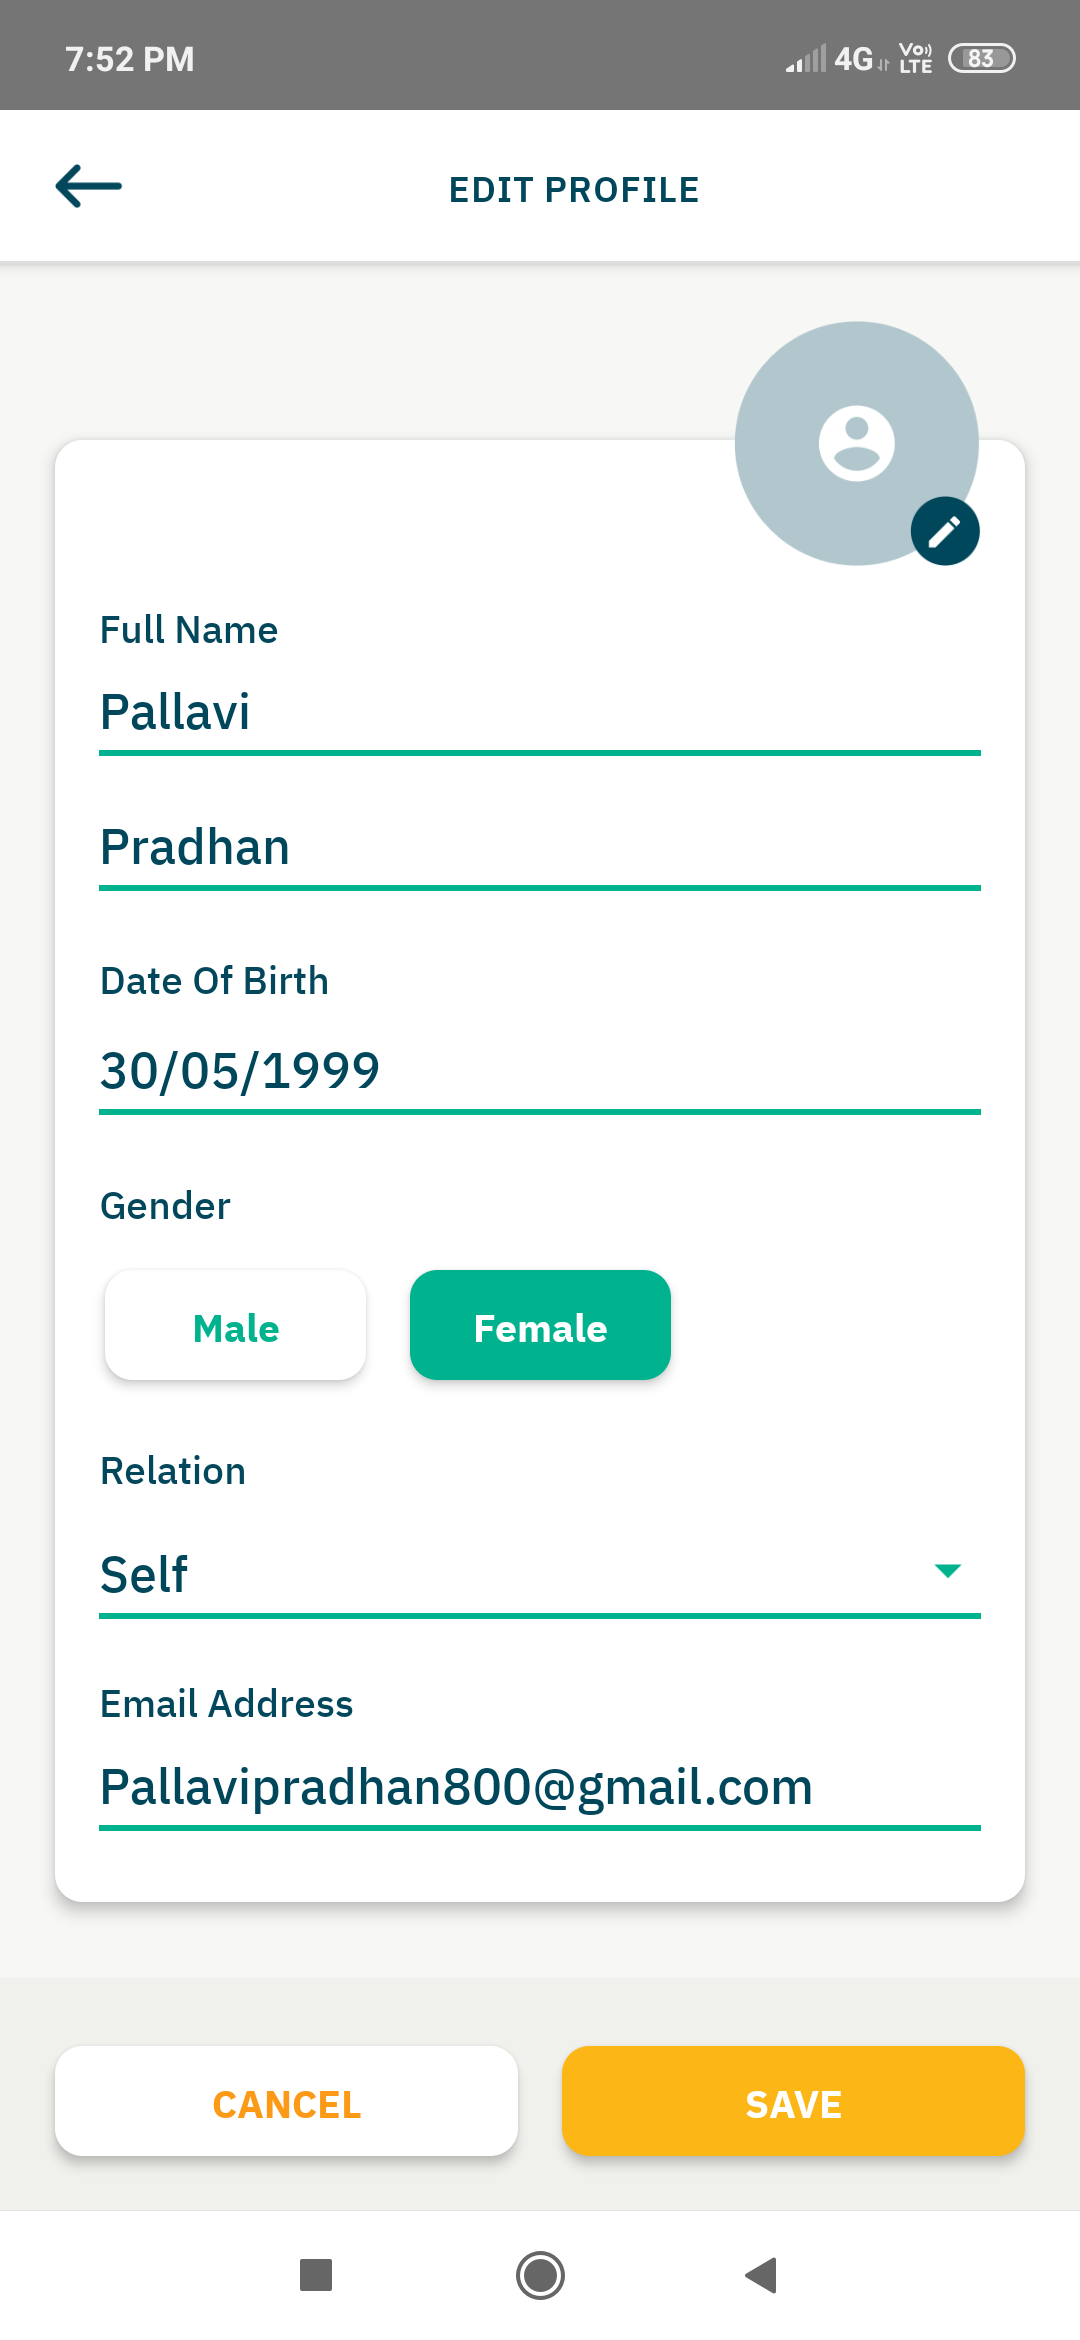 7:52 PM 4G Vo LTE 83
EDIT PROFILE
Full Name
Pallavi
Pradhan
Date Of Birth
30/05/1999
Gender
Male Female
Relation
Self
Email Address
Pallavipradhan800@gmail.com
CANCEL SAVE